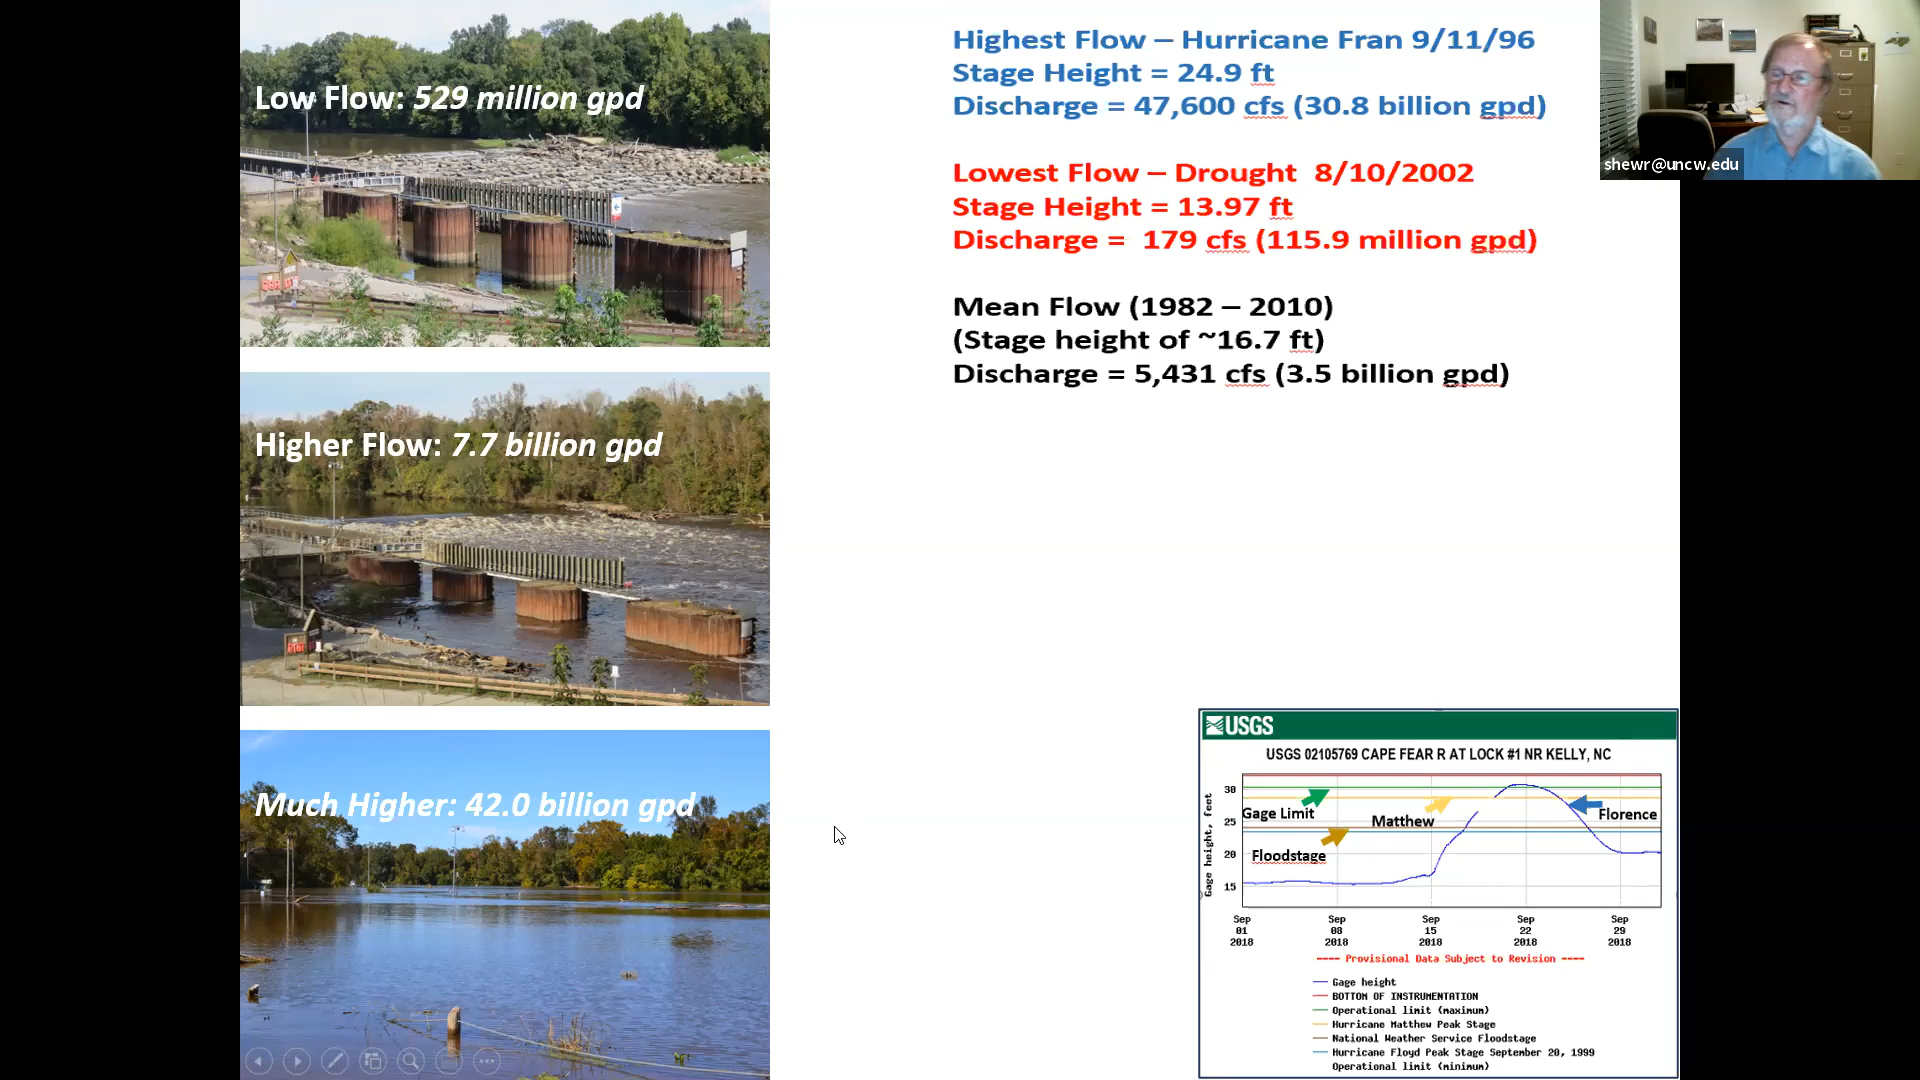 Low Flow: 529 million gpd
Higher Flow: 7.7 billion gpd
Much Higher: 42.0 billion gpd
Highest Flow – Hurricane Fran 9/11/96
Stage Height = 24.9 ft
Discharge = 47,600 cfs (30.8 billion gpd)
Lowest Flow – Drought 8/10/2002
Stage Height = 13.97 ft
Discharge = 179 cfs (115.9 million gpd)
Mean Flow (1982 – 2010)
(Stage height of ~16.7 ft)
Discharge = 5,431 cfs (3.5 billion gpd)
shewr@uncw.edu
USGS
USGS 02105769 CAPE FEAR R AT LOCK #1 NR KELLY, NC
Gage height, feet
30
25
20
15
Gage Limit
Matthew
Florence
Floodstage
Sep Sep Sep Sep Sep
01 08 15 22 29
2018 2018 2018 2018 2018
---- Provisional Data Subject to Revision ----
Gage height
BOTTOM OF INSTRUMENTATION
Operational limit (maximum)
Hurricane Matthew Peak Stage
National Weather Service Floodstage
Hurricane Floyd Peak Stage September 20, 1999
Operational limit (minimum)